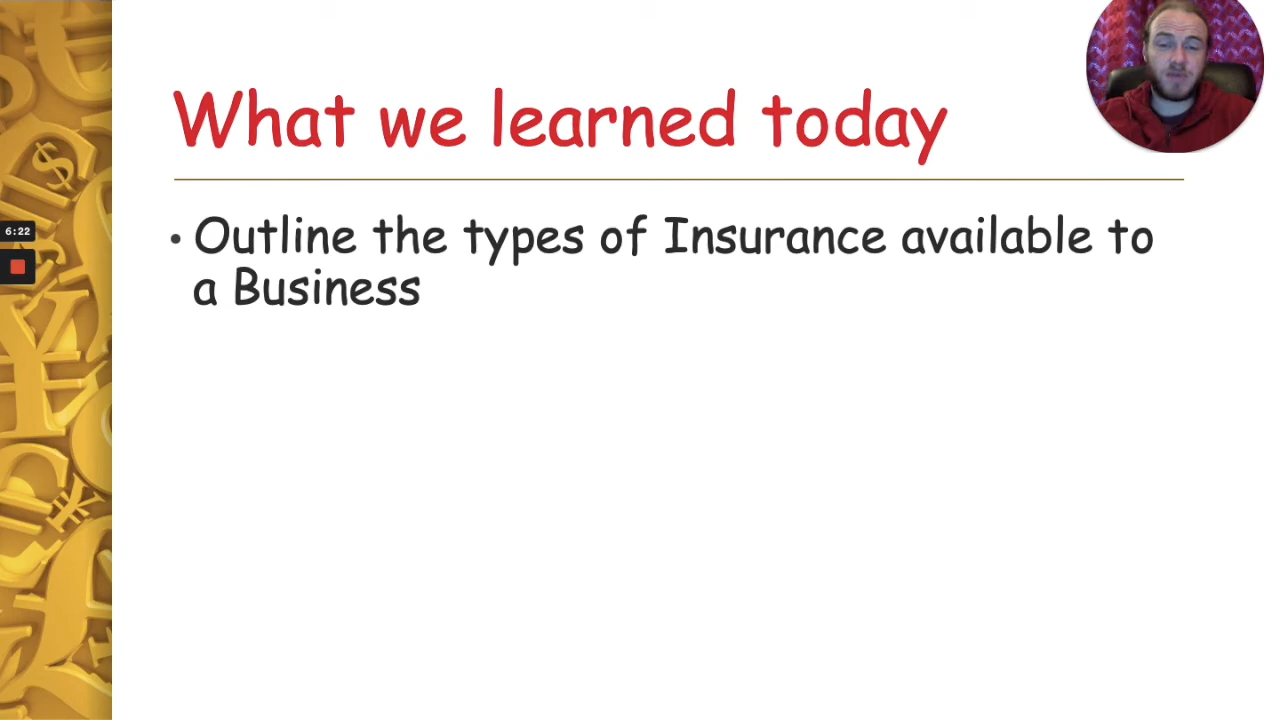 What we learned today
• Outline the types of Insurance available to
a Business
6:22